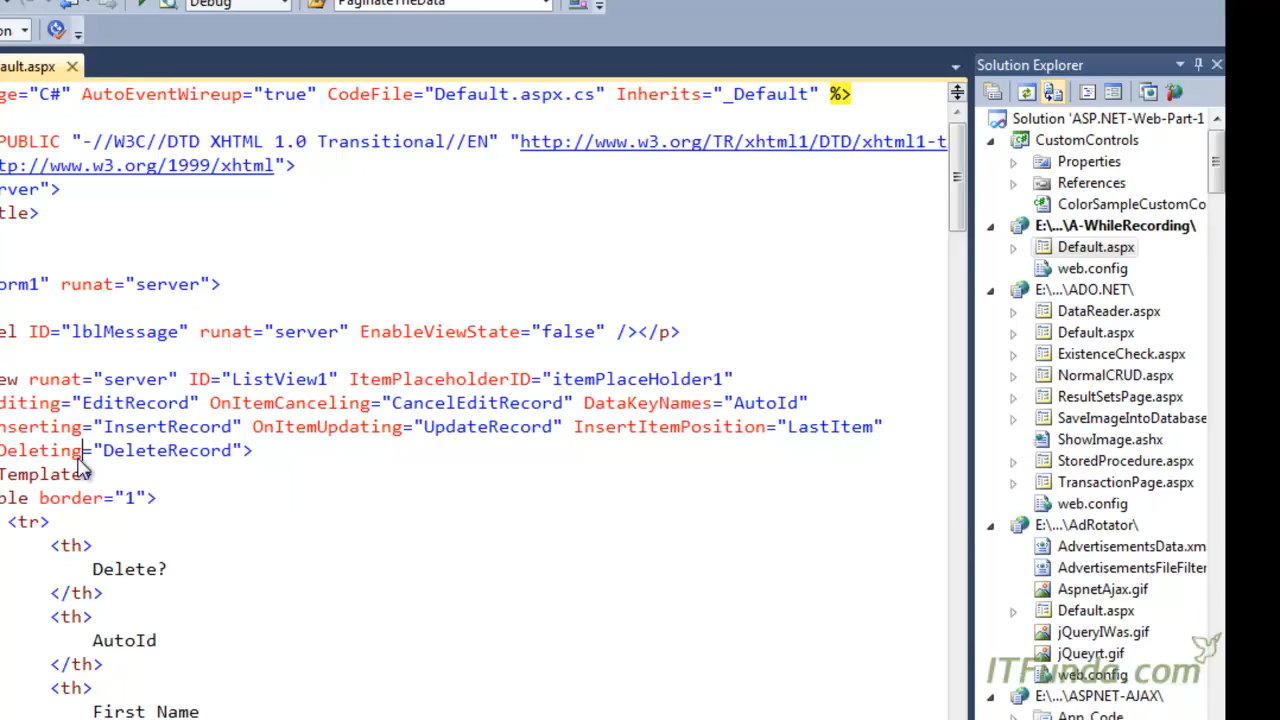 Debug
PaginateTheData
on
ault.aspx
ge="C#" AutoEventWireup="true" CodeFile="Default.aspx.cs" Inherits="_Default" %>
PUBLIC "-//W3C//DTD XHTML 1.0 Transitional//EN" "http://www.w3.org/TR/xhtml1/DTD/xhtml1-t
tp://www.w3.org/1999/xhtml">
rver">
tle>
orm1" runat="server">
el ID="lblMessage" runat="server" EnableViewState="false" /></p>
ew runat="server" ID="ListView1" ItemPlaceholderID="itemPlaceHolder1"
diting="EditRecord" OnItemCanceling="CancelEditRecord" DataKeyNames="AutoId"
nserting="InsertRecord" OnItemUpdating="UpdateRecord" InsertItemPosition="LastItem"
Deleting="DeleteRecord">
Template>
ble border="1">
<tr>
<th>
Delete?
</th>
<th>
AutoId
</th>
<th>
First Name
Solution Explorer
Solution 'ASP.NET-Web-Part-1
CustomControls
Properties
References
ColorSampleCustomCo
E:\...\A-WhileRecording\
Default.aspx
web.config
E:\...\ADO.NET\
DataReader.aspx
Default.aspx
ExistenceCheck.aspx
NormalCRUD.aspx
ResultSetsPage.aspx
SaveImageIntoDatabase
ShowImage.ashx
StoredProcedure.aspx
TransactionPage.aspx
web.config
E:\...\AdRotator\
AdvertisementsData.xm
AdvertisementsFileFilter
AspnetAjax.gif
Default.aspx
jQueryIWas.gif
jQueyrt.gif
web.config
E:\...\ASPNET-AJAX\
App_Code
ITFunda.com